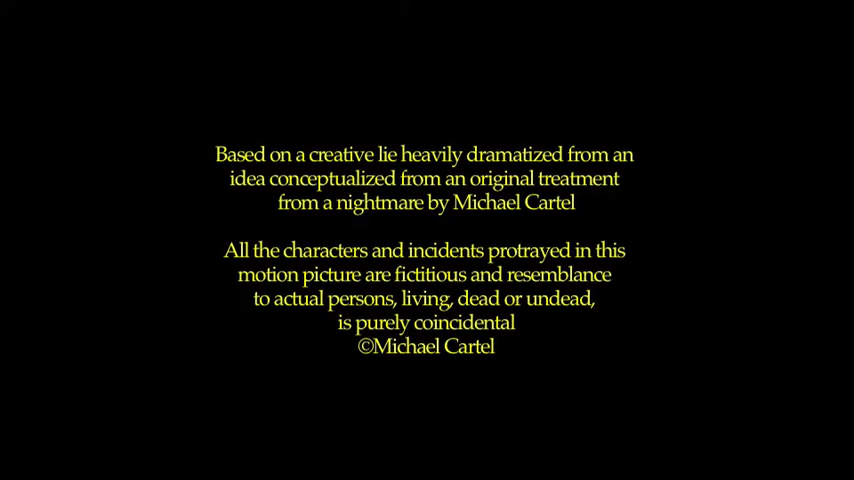 Based on a creative lie heavily dramatized from an
idea conceptualized from an original treatment
from a nightmare by Michael Cartel
All the characters and incidents protrayed in this
motion picture are fictitious and resemblance
to actual persons, living, dead or undead,
is purely coincidental
©Michael Cartel